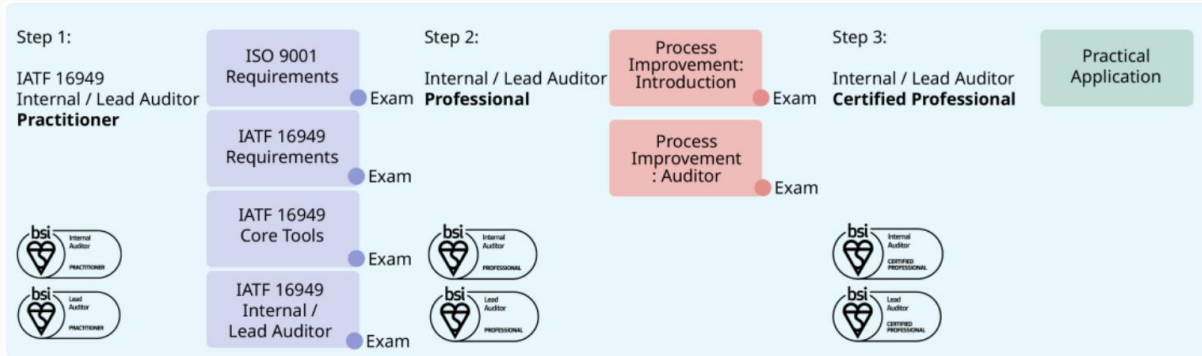 Step 1:
IATF 16949
Internal / Lead Auditor
Practitioner
ISO 9001
Requirements
Exam
IATF 16949
Requirements
Exam
IATF 16949
Core Tools
Exam
IATF 16949
Internal /
Lead Auditor
Exam
bsi
Internal
Auditor
PRACTITIONER
bsi
Lead
Auditor
PRACTITIONER
Step 2:
Internal / Lead Auditor
Professional
Process
Improvement:
Introduction
Exam
Process
Improvement
: Auditor
Exam
bsi
Internal
Auditor
PROFESSIONAL
bsi
Lead
Auditor
PROFESSIONAL
Step 3:
Internal / Lead Auditor
Certified Professional
Practical
Application
bsi
Internal
Auditor
CERTIFIED
PROFESSIONAL
bsi
Lead
Auditor
CERTIFIED
PROFESSIONAL